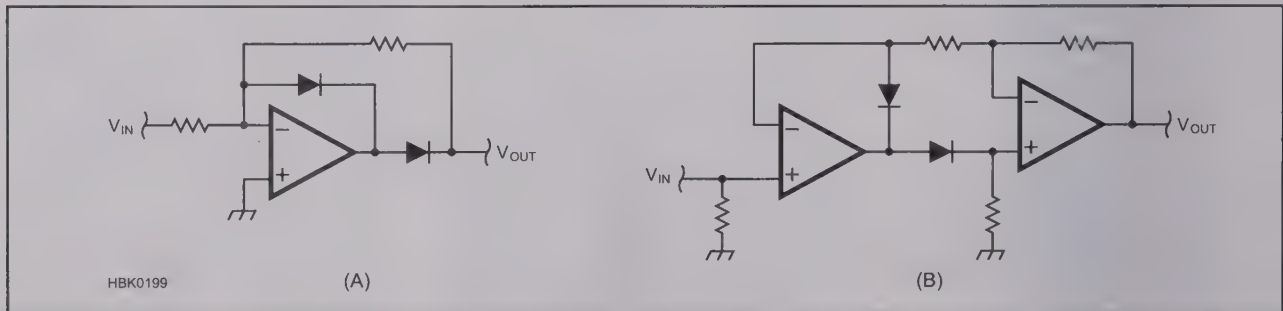 V_IN
−
+
V_OUT
V_IN
−
+
−
+
V_OUT
HBK0199
(A)
(B)